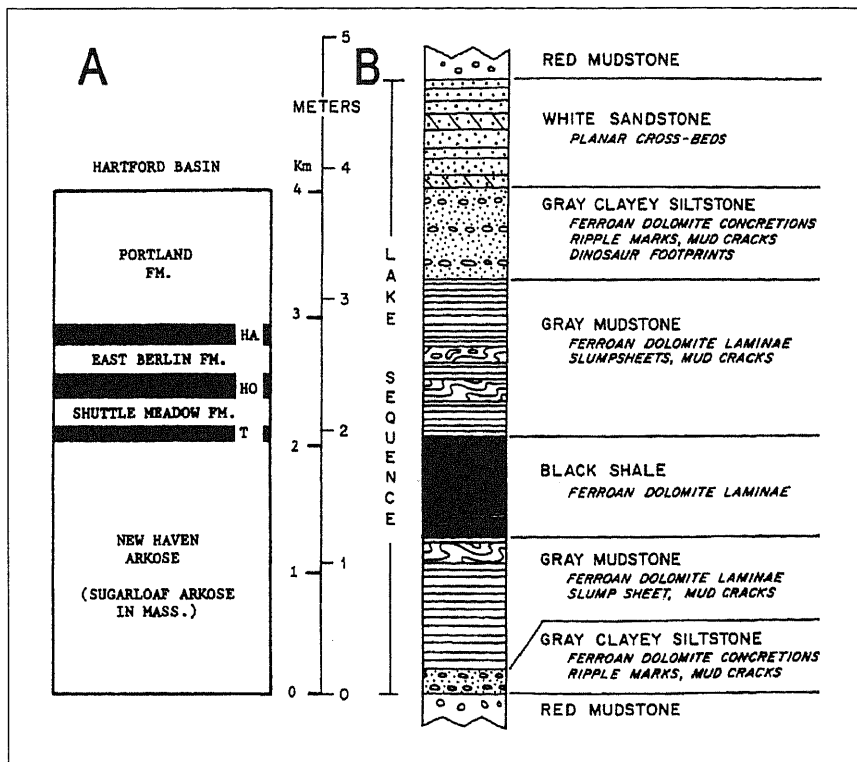 A
HARTFORD BASIN
PORTLAND
FM.
HA
EAST BERLIN FM.
HO
SHUTTLE MEADOW FM.
T
NEW HAVEN
ARKOSE
(SUGARLOAF ARKOSE
IN MASS.)
METERS
Km
4
3
2
1
0
5
4
3
2
1
0
B
LAKE SEQUENCE
RED MUDSTONE
WHITE SANDSTONE
PLANAR CROSS-BEDS
GRAY CLAYEY SILTSTONE
FERROAN DOLOMITE CONCRETIONS
RIPPLE MARKS, MUD CRACKS
DINOSAUR FOOTPRINTS
GRAY MUDSTONE
FERROAN DOLOMITE LAMINAE
SLUMPSHEETS, MUD CRACKS
BLACK SHALE
FERROAN DOLOMITE LAMINAE
GRAY MUDSTONE
FERROAN DOLOMITE LAMINAE
SLUMP SHEET, MUD CRACKS
GRAY CLAYEY SILTSTONE
FERROAN DOLOMITE CONCRETIONS
RIPPLE MARKS, MUD CRACKS
RED MUDSTONE